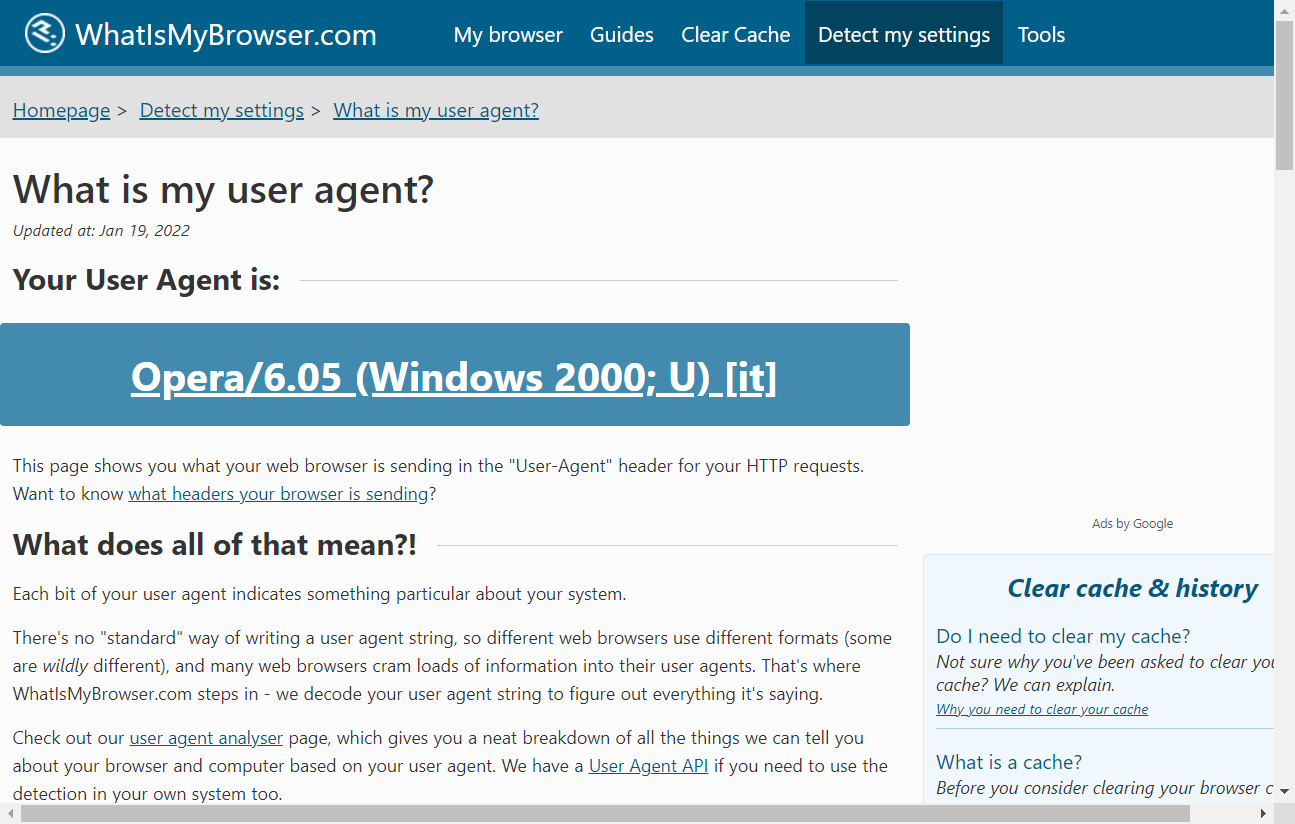 WhatIsMyBrowser.com
My browser Guides Clear Cache Detect my settings Tools
Homepage > Detect my settings > What is my user agent?
What is my user agent?
Updated at: Jan 19, 2022
Your User Agent is:
Opera/6.05 (Windows 2000; U) [it]
This page shows you what your web browser is sending in the "User-Agent" header for your HTTP requests.
Want to know what headers your browser is sending?
What does all of that mean?!
Each bit of your user agent indicates something particular about your system.
There's no "standard" way of writing a user agent string, so different web browsers use different formats (some
are wildly different), and many web browsers cram loads of information into their user agents. That's where
WhatIsMyBrowser.com steps in - we decode your user agent string to figure out everything it's saying.
Check out our user agent analyser page, which gives you a neat breakdown of all the things we can tell you
about your browser and computer based on your user agent. We have a User Agent API if you need to use the
detection in your own system too.
Ads by Google
Clear cache & history
Do I need to clear my cache?
Not sure why you've been asked to clear you
cache? We can explain.
Why you need to clear your cache
What is a cache?
Before you consider clearing your browser c